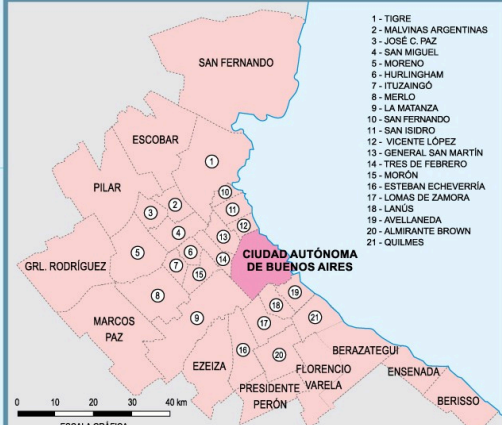 1 - TIGRE
2 - MALVINAS ARGENTINAS
3 - JOSÉ C. PAZ
4 - SAN MIGUEL
5 - MORENO
6 - HURLINGHAM
7 - ITUZAINGÓ
8 - MERLO
9 - LA MATANZA
10 - SAN FERNANDO
11 - SAN ISIDRO
12 - VICENTE LÓPEZ
13 - GENERAL SAN MARTÍN
14 - TRES DE FEBRERO
15 - MORÓN
16 - ESTEBAN ECHEVERRÍA
17 - LOMAS DE ZAMORA
18 - LANÚS
19 - AVELLANEDA
20 - ALMIRANTE BROWN
21 - QUILMES
SAN FERNANDO
ESCOBAR
1
PILAR
10
2
3
11
4
12
13
CIUDAD AUTÓNOMA
DE BUENOS AIRES
5
6
14
7
GRL. RODRÍGUEZ
15
8
19
18
9
21
17
MARCOS
PAZ
16
20
BERAZATEGUI
EZEIZA
FLORENCIO
VARELA
ENSENADA
PRESIDENTE
PERÓN
BERISSO
0 10 20 30 40 km
ESCALA GRÁFICA